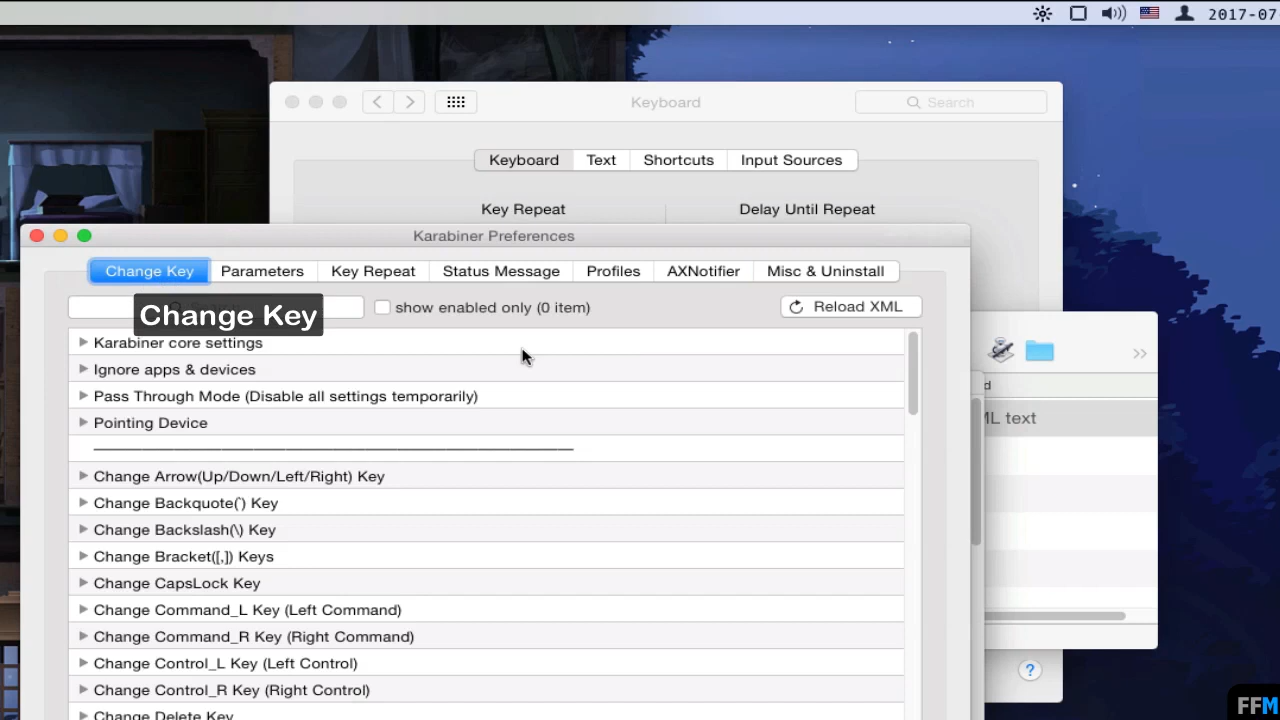 2017-07
Keyboard
Search
Keyboard Text Shortcuts Input Sources
Key Repeat Delay Until Repeat
Karabiner Preferences
Change Key Parameters Key Repeat Status Message Profiles AXNotifier Misc & Uninstall
show enabled only (0 item) Reload XML
Change Key
Karabiner core settings
Ignore apps & devices
Pass Through Mode (Disable all settings temporarily)
Pointing Device
Change Arrow(Up/Down/Left/Right) Key
Change Backquote(`) Key
Change Backslash(\) Key
Change Bracket([,]) Keys
Change CapsLock Key
Change Command_L Key (Left Command)
Change Command_R Key (Right Command)
Change Control_L Key (Left Control)
Change Control_R Key (Right Control)
Change Delete Key
d
ML text
?
FFM